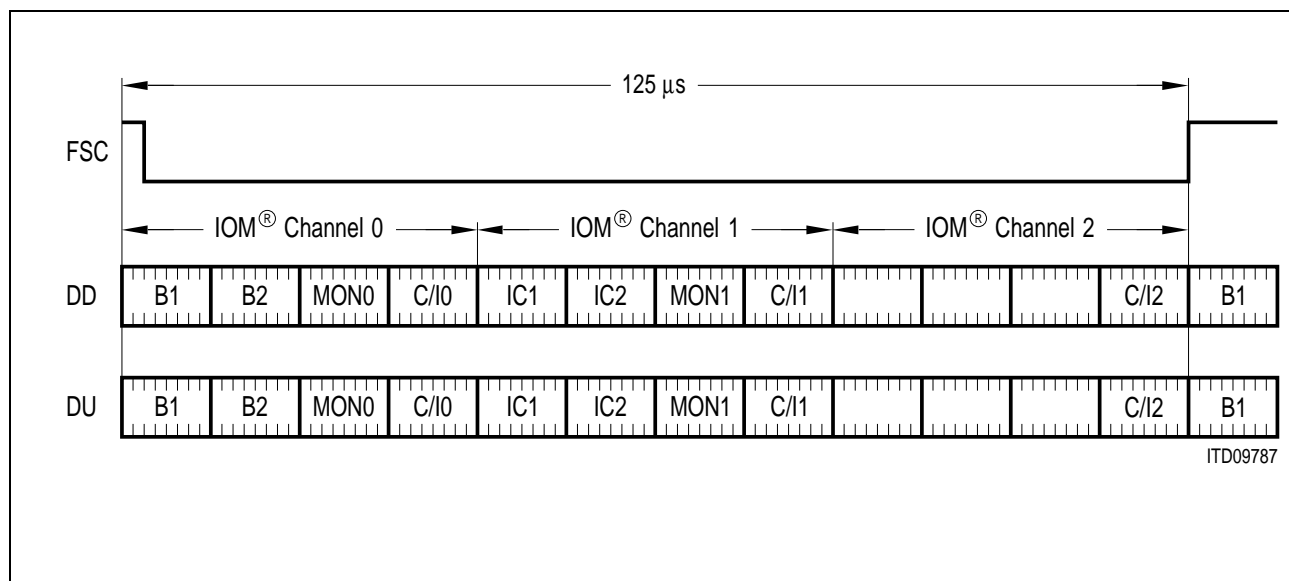 125 µs
FSC
IOM® Channel 0 IOM® Channel 1 IOM® Channel 2
DD B1 B2 MON0 C/I0 IC1 IC2 MON1 C/I1 C/I2 B1
DU B1 B2 MON0 C/I0 IC1 IC2 MON1 C/I1 C/I2 B1
ITD09787